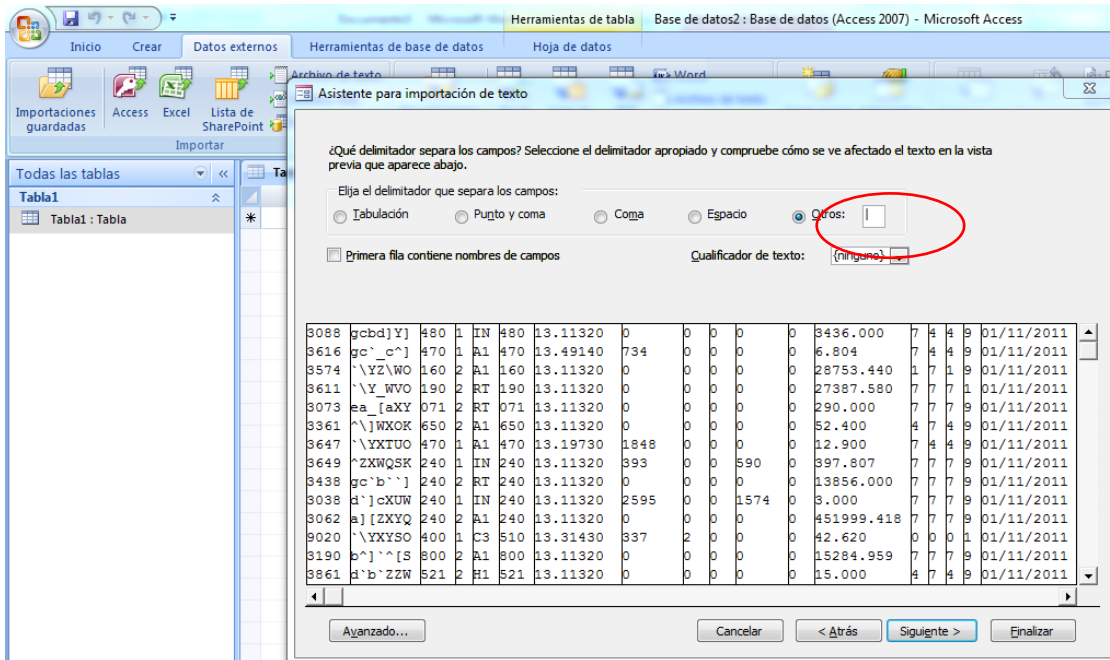 Herramientas de tabla Base de datos2 : Base de datos (Access 2007) - Microsoft Access
Inicio Crear Datos externos Herramientas de base de datos Hoja de datos
Archivo de texto Word
Importaciones guardadas Access Excel Lista de SharePoint
Importar
Asistente para importación de texto
¿Qué delimitador separa los campos? Seleccione el delimitador apropiado y compruebe cómo se ve afectado el texto en la vista
previa que aparece abajo.
Todas las tablas
Elija el delimitador que separa los campos:
Tabla1
Tabla1 : Tabla
Tabulación Punto y coma Coma Espacio Otros: |
Primera fila contiene nombres de campos Cualificador de texto: {ninguno}
3088 gcbd]Y] 480 1 IN 480 13.11320 0 0 0 0 0 3436.000 7 4 4 9 01/11/2011
3616 gc`_c^] 470 1 A1 470 13.49140 734 0 0 0 0 6.804 7 4 4 9 01/11/2011
3574 `\YZ\WO 160 2 A1 160 13.11320 0 0 0 0 0 28753.440 1 7 1 9 01/11/2011
3611 `\Y_WVO 190 2 RT 190 13.11320 0 0 0 0 0 27387.580 7 7 7 1 01/11/2011
3073 ea_[aXY 071 2 RT 071 13.11320 0 0 0 0 0 290.000 7 7 7 9 01/11/2011
3361 ^\]WXOK 650 2 A1 650 13.11320 0 0 0 0 0 52.400 4 7 4 9 01/11/2011
3647 `\YXTUO 470 1 A1 470 13.19730 1848 0 0 0 0 12.900 7 4 4 9 01/11/2011
3649 ^ZXWQSK 240 1 IN 240 13.11320 393 0 0 590 0 397.807 7 7 7 9 01/11/2011
3438 gc`b``] 240 2 RT 240 13.11320 0 0 0 0 0 13856.000 7 7 7 9 01/11/2011
3038 d`]cXUW 240 1 IN 240 13.11320 2595 0 0 1574 0 3.000 7 7 7 9 01/11/2011
3062 a][ZXYQ 240 2 A1 240 13.11320 0 0 0 0 0 451999.418 7 7 7 9 01/11/2011
9020 `\YXYSO 400 1 C3 510 13.31430 337 2 0 0 0 42.620 0 0 0 1 01/11/2011
3190 b^]`^[S 800 2 A1 800 13.11320 0 0 0 0 0 15284.959 7 7 7 9 01/11/2011
3861 d`b`ZZW 521 2 H1 521 13.11320 0 0 0 0 0 15.000 4 7 4 9 01/11/2011
Avanzado... Cancelar < Atrás Siguiente > Finalizar